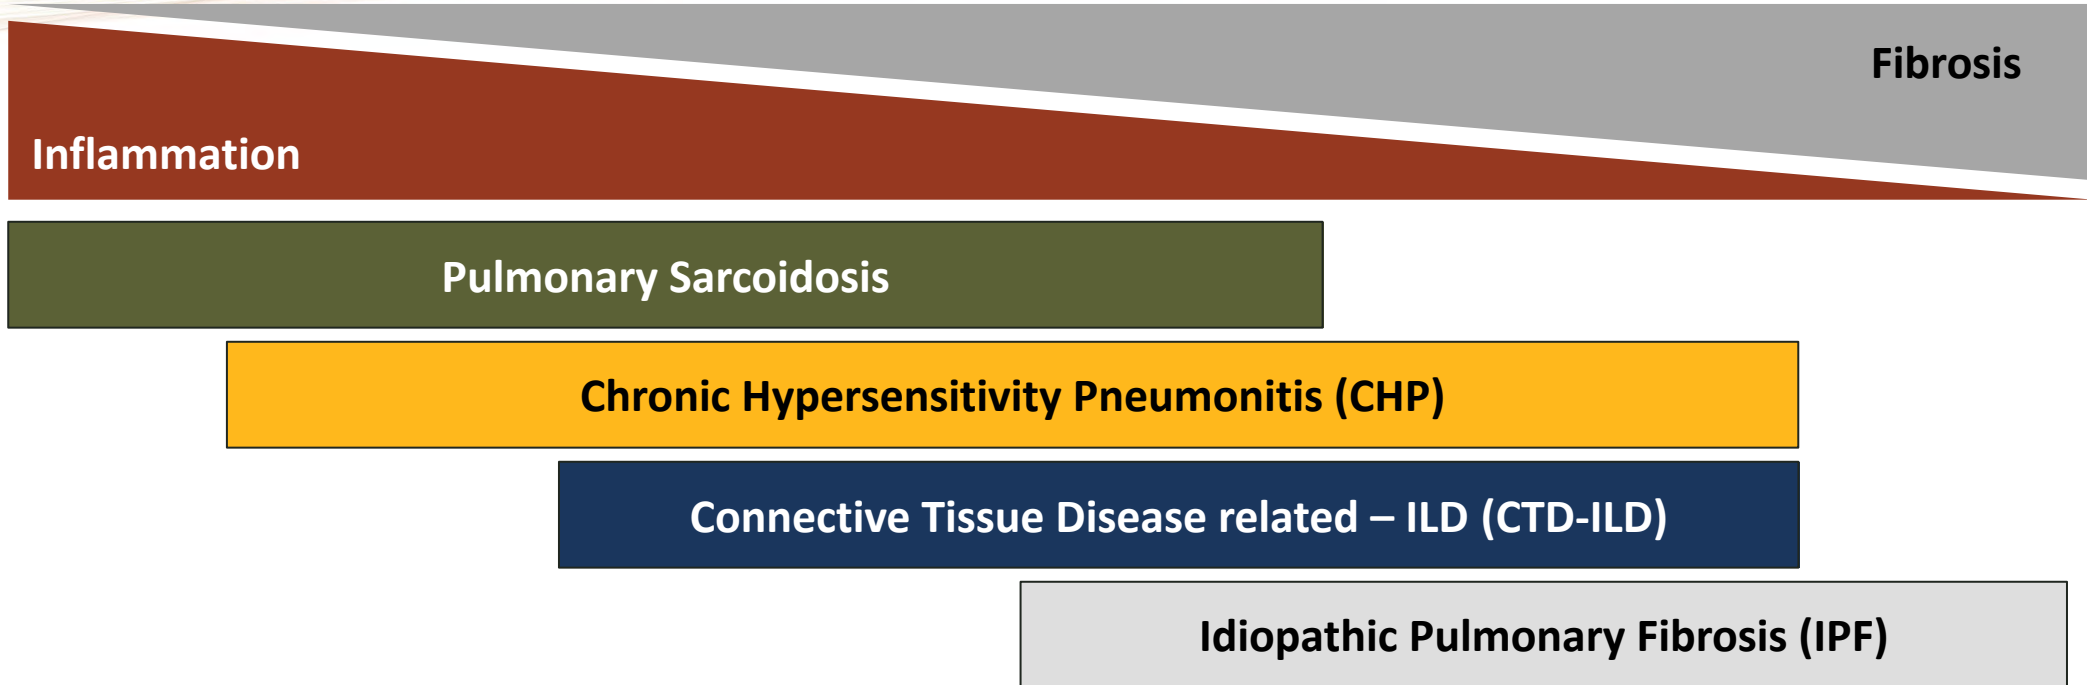 Fibrosis
Inflammation
Pulmonary Sarcoidosis
Chronic Hypersensitivity Pneumonitis (CHP)
Connective Tissue Disease related – ILD (CTD-ILD)
Idiopathic Pulmonary Fibrosis (IPF)